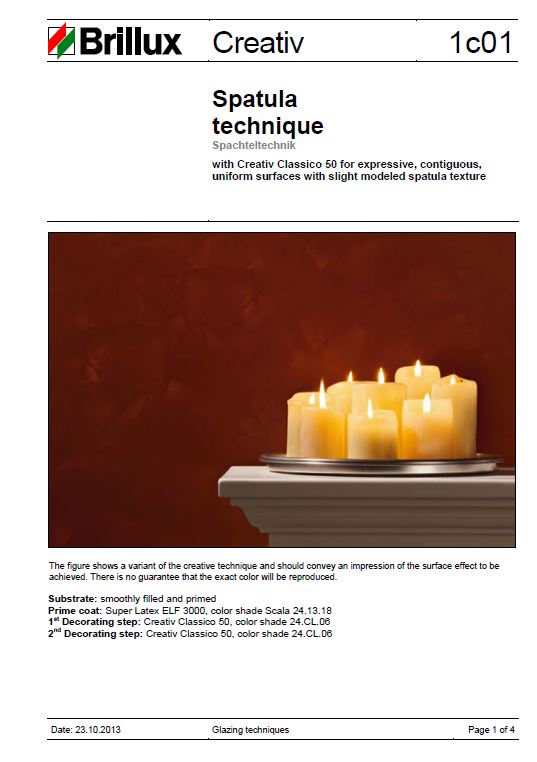 Brillux
Creativ
1c01
Spatula
technique
Spachteltechnik
with Creativ Classico 50 for expressive, contiguous,
uniform surfaces with slight modeled spatula texture
The figure shows a variant of the creative technique and should convey an impression of the surface effect to be
achieved. There is no guarantee that the exact color will be reproduced.
Substrate: smoothly filled and primed
Prime coat: Super Latex ELF 3000, color shade Scala 24.13.18
1st Decorating step: Creativ Classico 50, color shade 24.CL.06
2nd Decorating step: Creativ Classico 50, color shade 24.CL.06
Date: 23.10.2013
Glazing techniques
Page 1 of 4